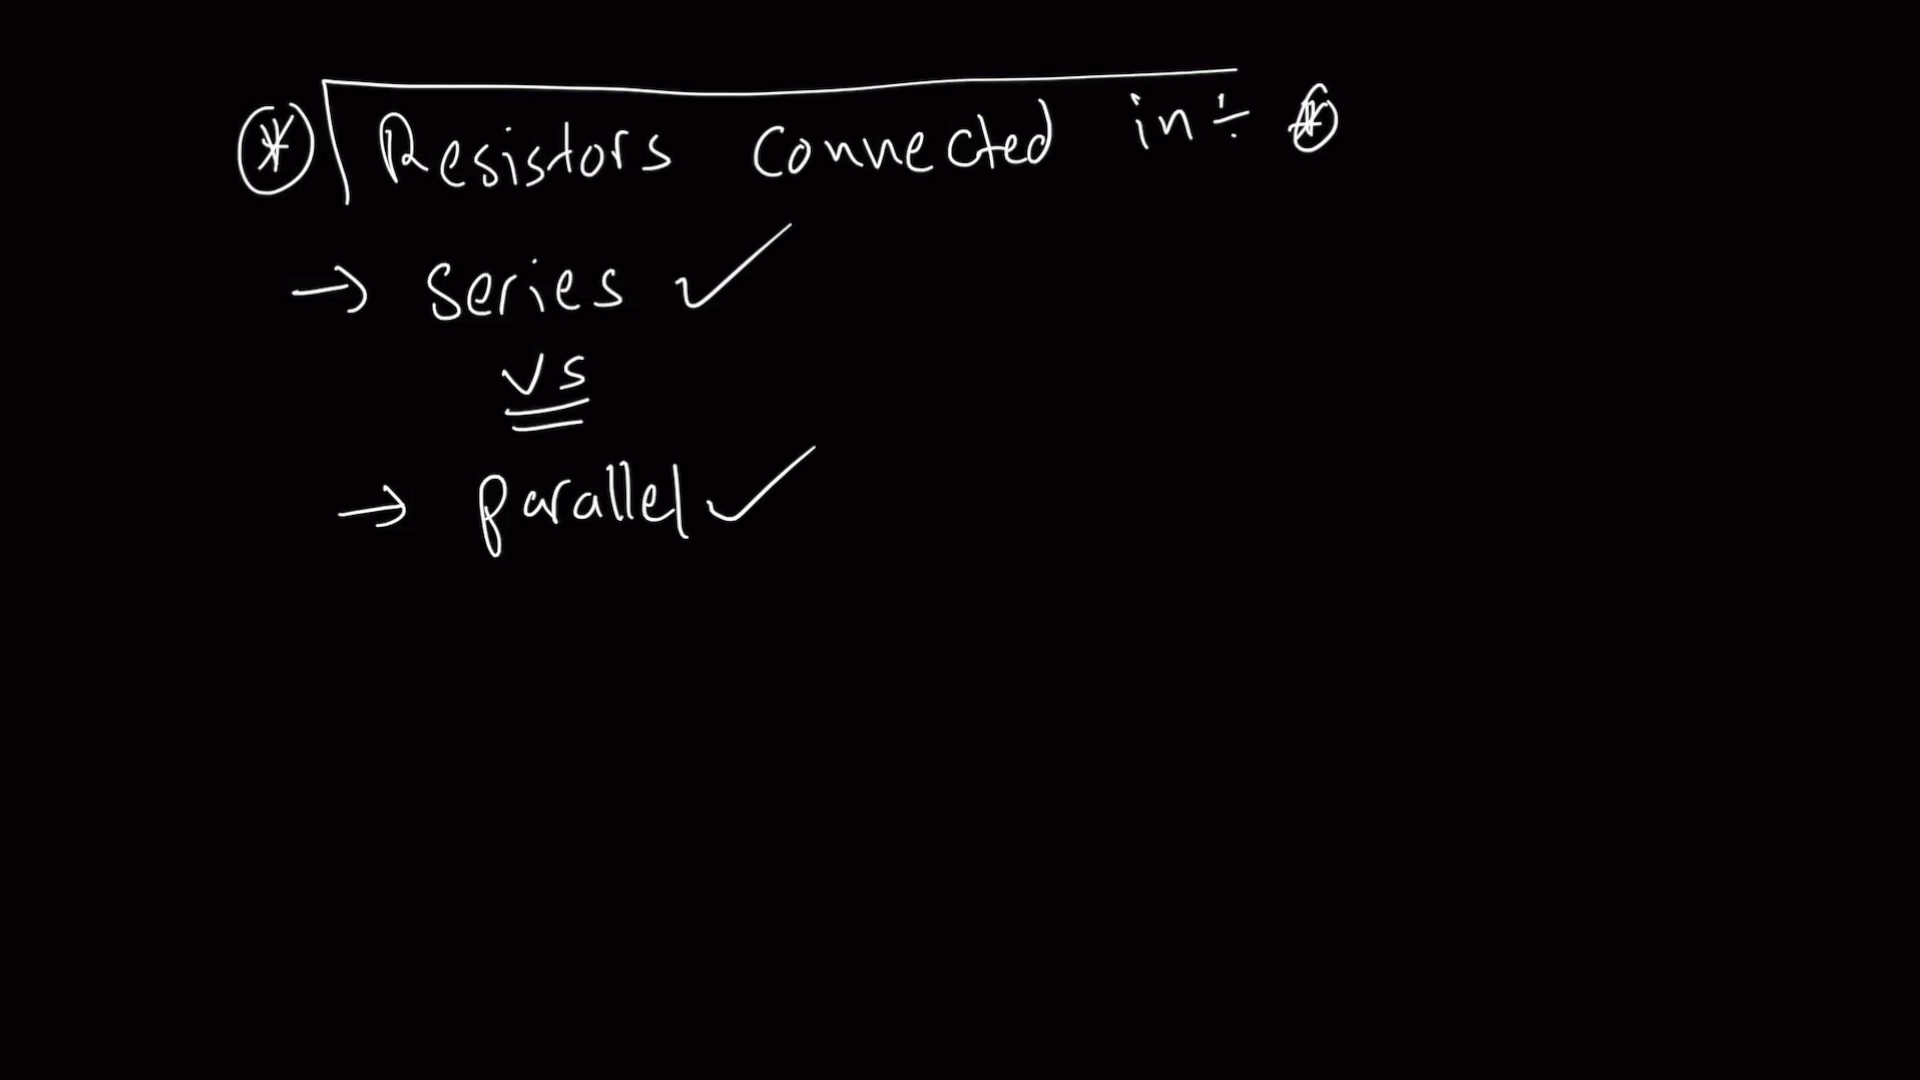 ⊛ Resistors connected in÷ ⊛
→ series ✓
vs
→ parallel ✓